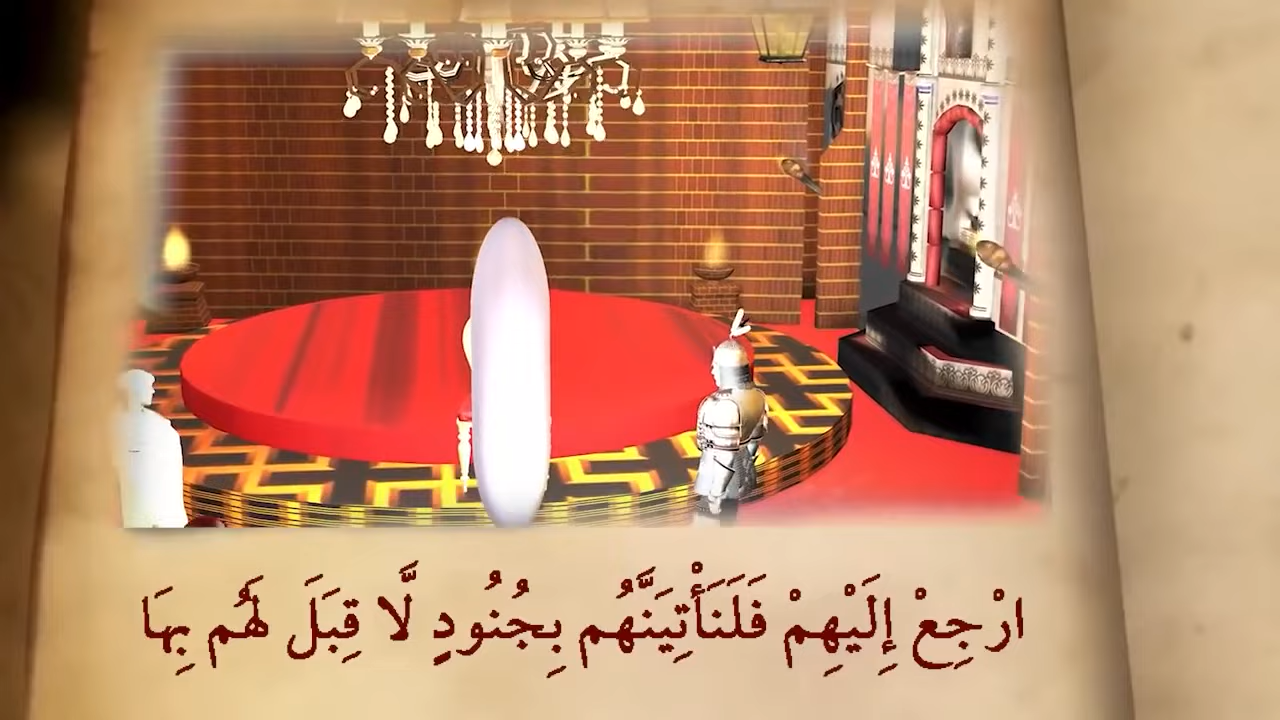 ارْجِعْ إِلَيْهِمْ فَلَنَأْتِيَنَّهُم بِجُنُودٍ لَّا قِبَلَ لَهُم بِهَا